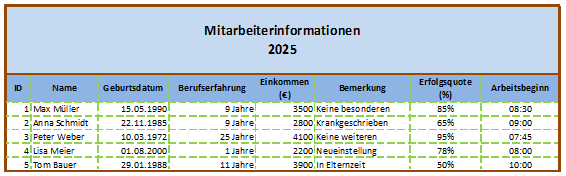 Mitarbeiterinformationen
2025
ID Name Geburtsdatum Berufserfahrung Einkommen (€) Bemerkung Erfolgsquote (%) Arbeitsbeginn
1 Max Müller 15.05.1990 9 Jahre 3500 Keine besonderen 85% 08:30
2 Anna Schmidt 22.11.1985 9 Jahre 2800 Krankgeschrieben 65% 09:00
3 Peter Weber 10.03.1972 25 Jahre 4100 Keine weiteren 95% 07:45
4 Lisa Meier 01.08.2000 1 Jahre 2200 Neueinstellung 78% 08:00
5 Tom Bauer 29.01.1988 11 Jahre 3900 In Elternzeit 50% 10:00